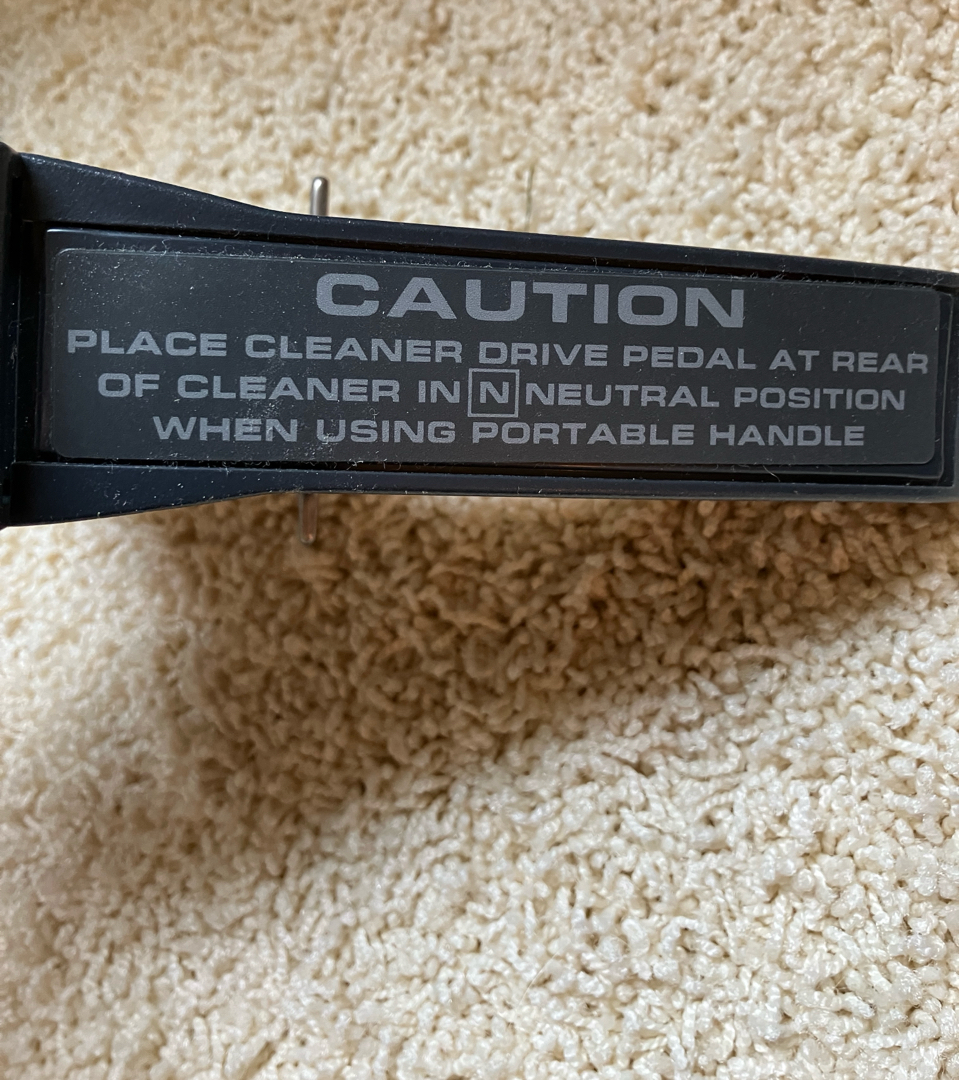 CAUTION
PLACE CLEANER DRIVE PEDAL AT REAR
OF CLEANER IN N NEUTRAL POSITION
WHEN USING PORTABLE HANDLE